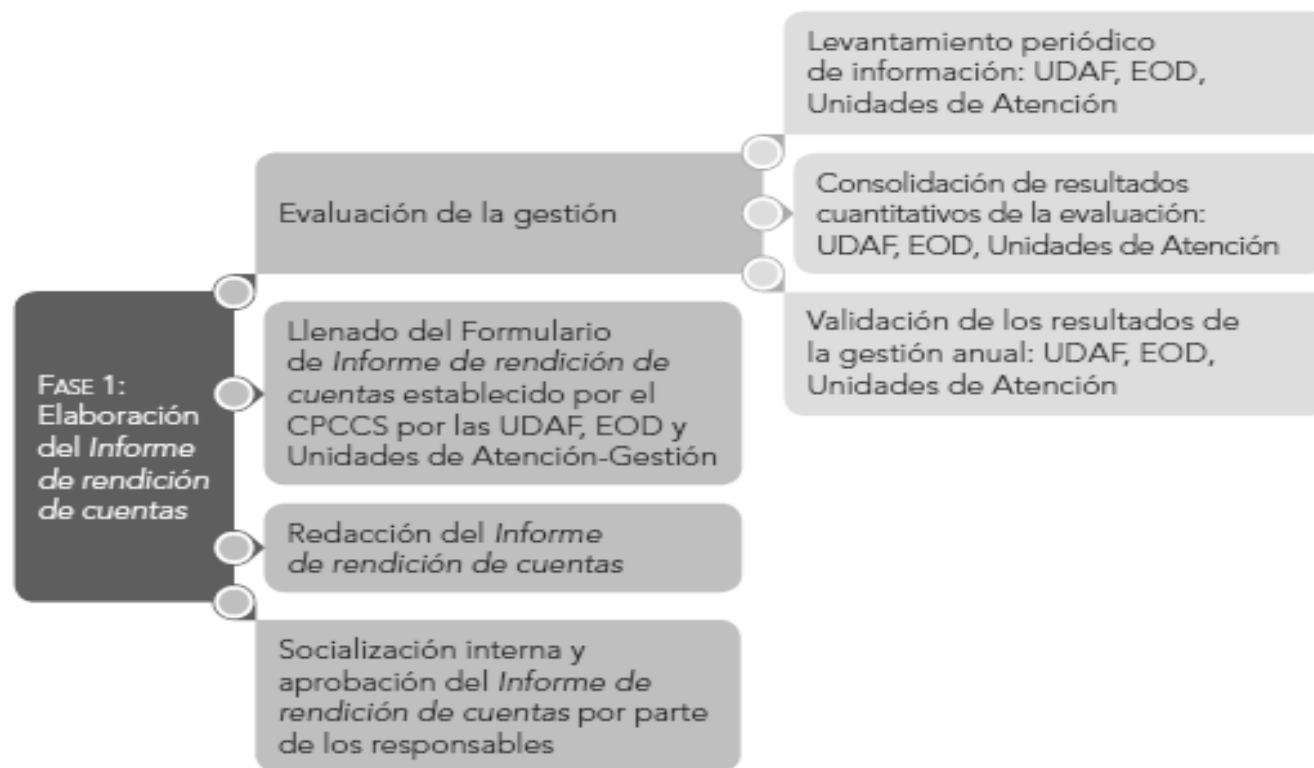 FASE 1:
Elaboración
del Informe
de rendición
de cuentas
Evaluación de la gestión
Levantamiento periódico
de información: UDAF, EOD,
Unidades de Atención
Consolidación de resultados
cuantitativos de la evaluación:
UDAF, EOD, Unidades de Atención
Validación de los resultados de
la gestión anual: UDAF, EOD,
Unidades de Atención
Llenado del Formulario
de Informe de rendición de
cuentas establecido por el
CPCCS por las UDAF, EOD y
Unidades de Atención-Gestión
Redacción del Informe
de rendición de cuentas
Socialización interna y
aprobación del Informe de
rendición de cuentas por parte
de los responsables